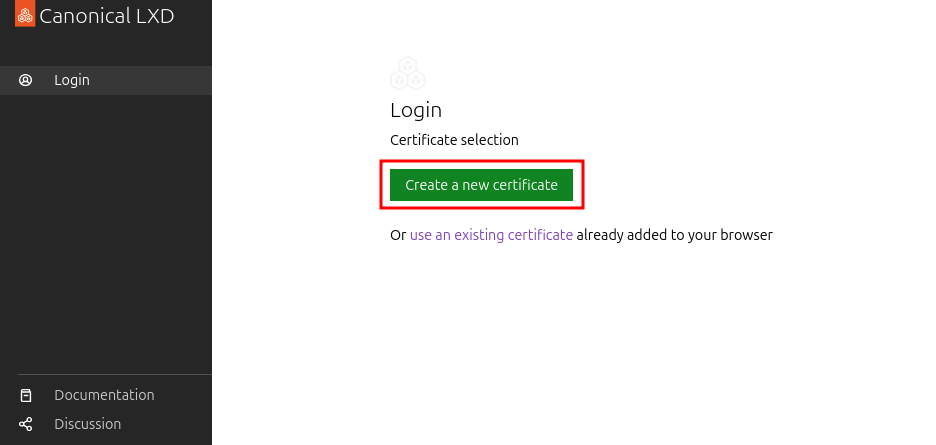 Canonical LXD
Login
Login
Certificate selection
Create a new certificate
Or use an existing certificate already added to your browser
Documentation
Discussion